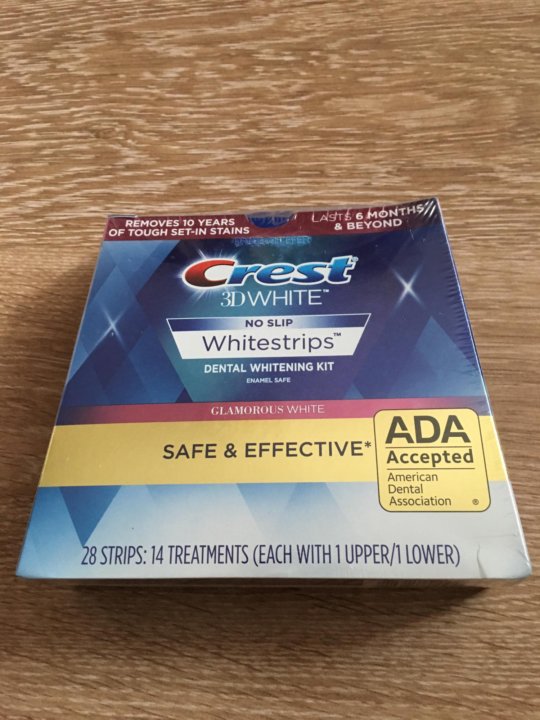 REMOVES 10 YEARS
OF TOUGH SET-IN STAINS
LASTS 6 MONTHS
& BEYOND
Crest
3D WHITE™
NO SLIP
Whitestrips™
DENTAL WHITENING KIT
ENAMEL SAFE
GLAMOROUS WHITE
SAFE & EFFECTIVE*
ADA
Accepted
American
Dental
Association ®
28 STRIPS: 14 TREATMENTS (EACH WITH 1 UPPER/1 LOWER)